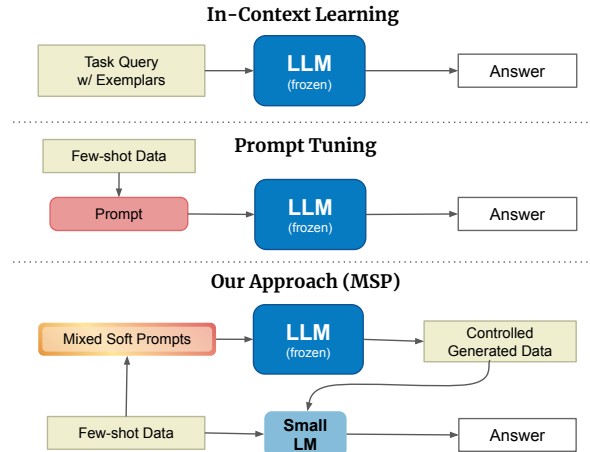 In-Context Learning
Task Query
w/ Exemplars
LLM
(frozen)
Answer
Prompt Tuning
Few-shot Data
Prompt
LLM
(frozen)
Answer
Our Approach (MSP)
Mixed Soft Prompts
LLM
(frozen)
Controlled
Generated Data
Few-shot Data
Small
LM
Answer